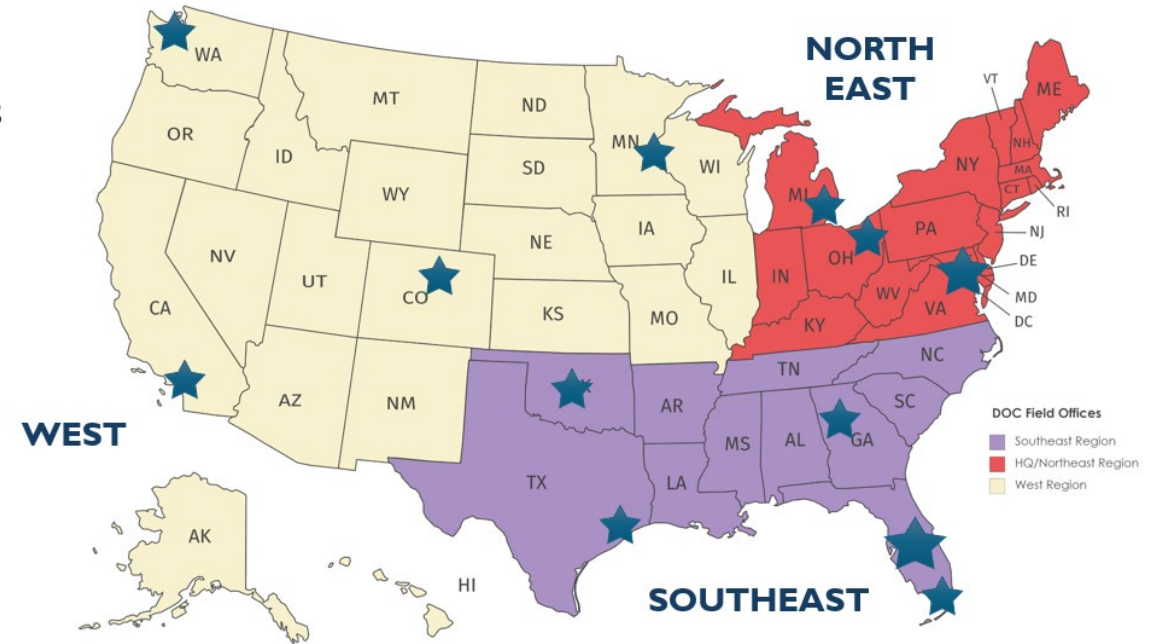 NORTH
EAST
WA
MT
ND
MN
VT
ME
OR
ID
SD
WI
NH
NY
MA
WY
MI
CT
RI
IA
PA
NJ
NV
NE
OH
UT
IL
IN
DE
CO
WV
MD
CA
KS
MO
VA
DC
KY
NC
TN
AZ
NM
AR
SC
DOC Field Offices
WEST
MS
AL
GA
Southeast Region
HQ/Northeast Region
TX
LA
West Region
AK
HI
SOUTHEAST